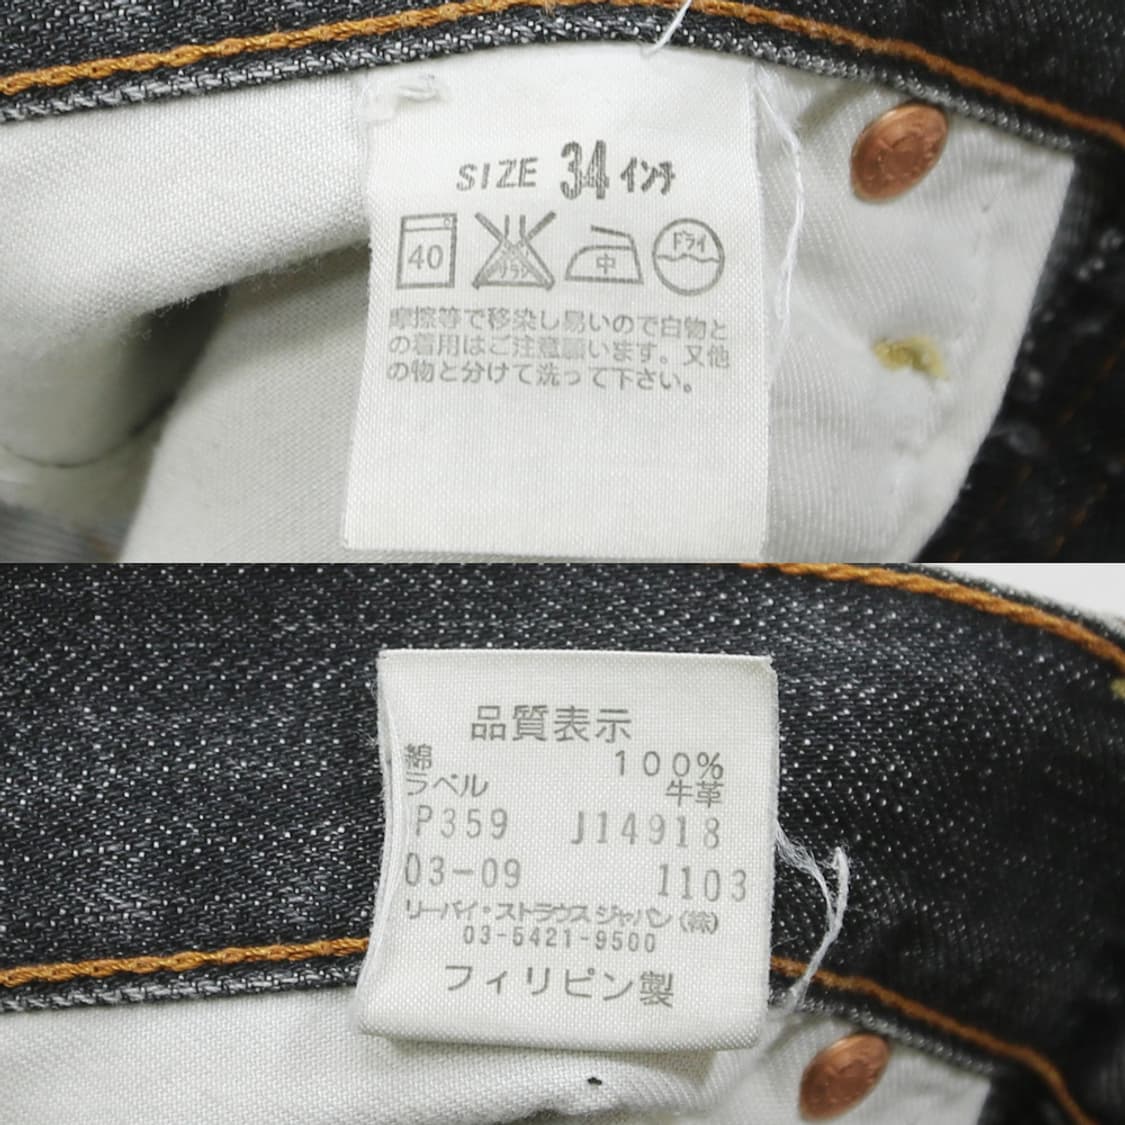 SIZE 34 インチ
40 サラシ 中 ドライ
摩擦等で移染し易いので白物と
の着用はご注意願います。又他
の物と分けて洗って下さい。
品質表示
綿 100%
ラベル 牛革
P359 J14918
03-09 1103
リーバイ・ストラウス ジャパン(株)
03-5421-9500
フィリピン製